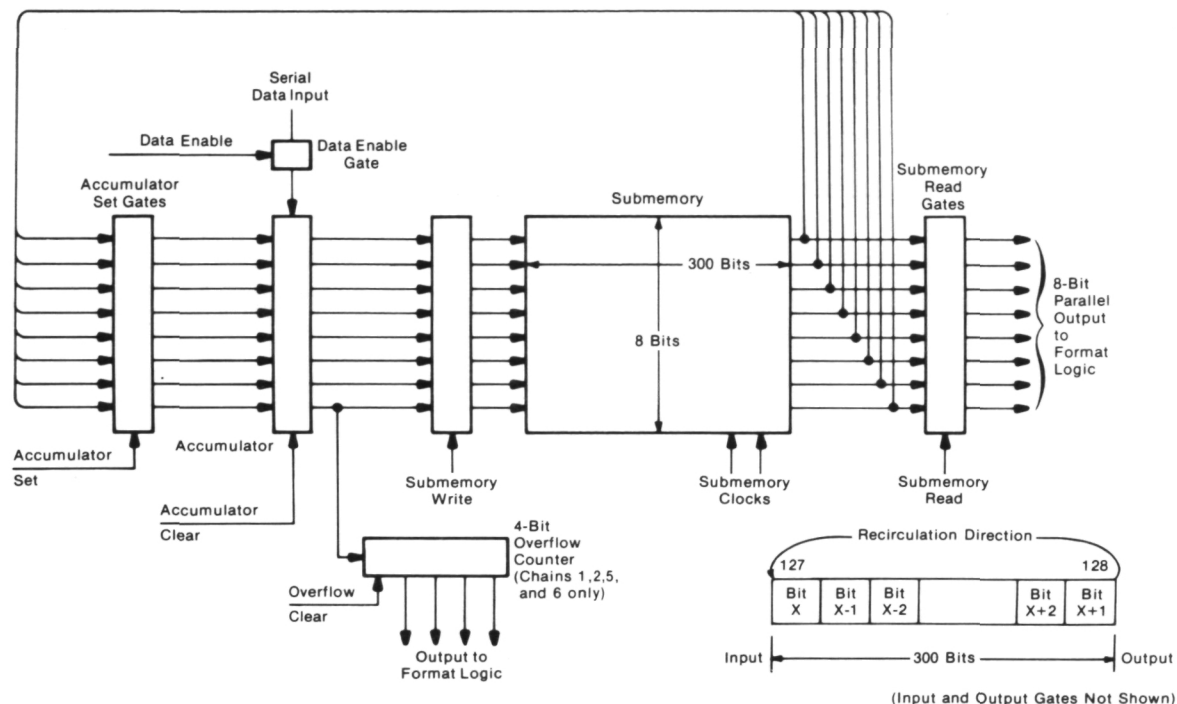 Serial
Data Input
Data Enable
Data Enable
Gate
Accumulator
Set Gates
Submemory
Submemory
Read
Gates
300 Bits
8 Bits
8-Bit
Parallel
Output
to
Format
Logic
Accumulator
Set
Accumulator
Accumulator
Clear
Submemory
Write
Submemory
Clocks
Submemory
Read
4-Bit
Overflow
Counter
(Chains 1,2,5,
and 6 only)
Overflow
Clear
Output to
Format Logic
Recirculation Direction
127
128
Bit
X
Bit
X-1
Bit
X-2
Bit
X+2
Bit
X+1
Input
300 Bits
Output
(Input and Output Gates Not Shown)